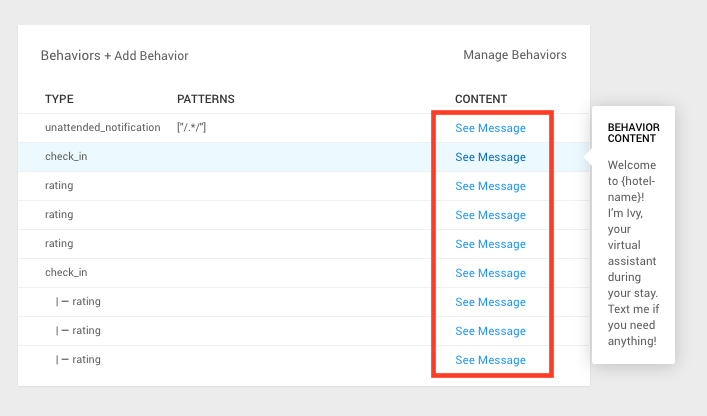 Behaviors + Add Behavior Manage Behaviors
TYPE PATTERNS CONTENT
unattended_notification ["/.*/"] See Message
check_in See Message
rating See Message
rating See Message
rating See Message
check_in See Message
|— rating See Message
|— rating See Message
|— rating See Message
BEHAVIOR
CONTENT
Welcome
to {hotel-
name}!
I’m Ivy,
your
virtual
assistant
during
your stay.
Text me if
you need
anything!